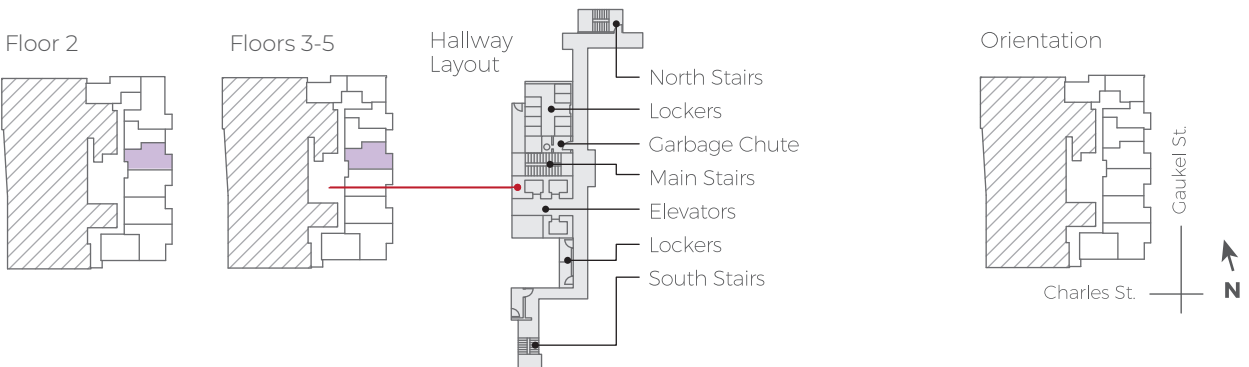 Floor 2
Floors 3-5
Hallway
Layout
North Stairs
Lockers
Garbage Chute
Main Stairs
Elevators
Lockers
South Stairs
Orientation
Gaukel St.
Charles St.
N